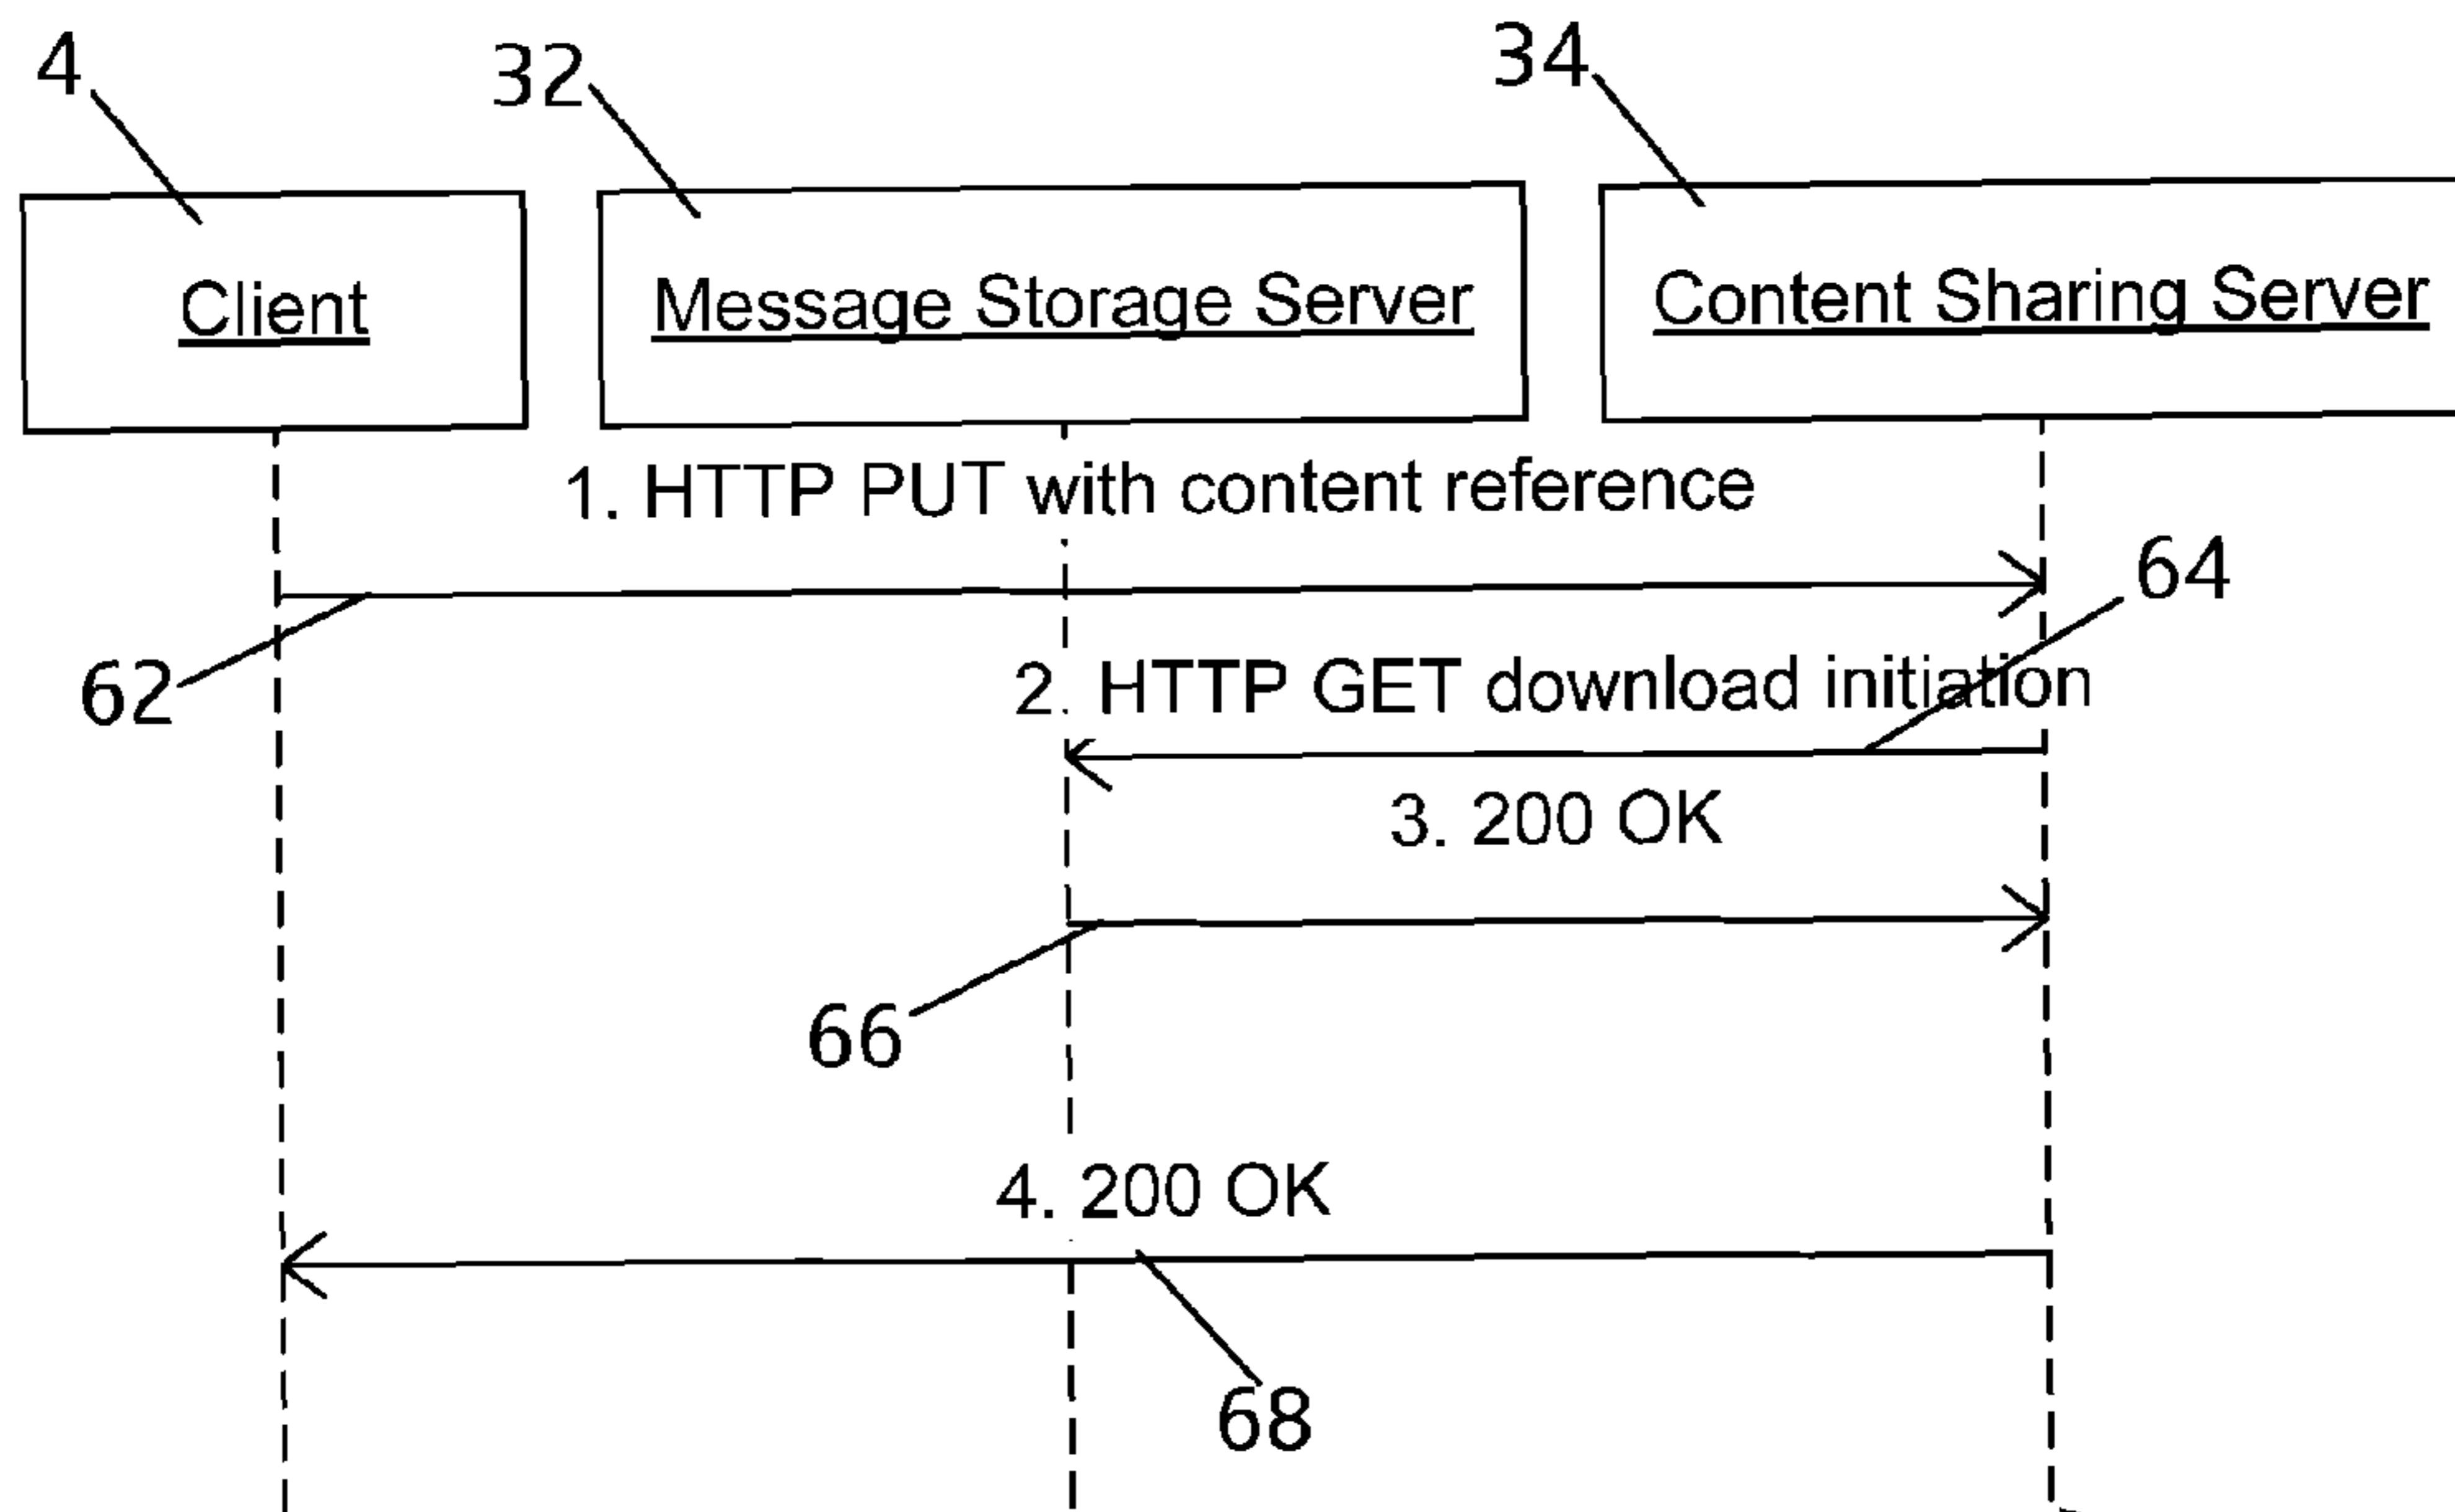 4
32
34
Client
Message Storage Server
Content Sharing Server
1. HTTP PUT with content reference
64
62
2. HTTP GET download initiation
3. 200 OK
66
4. 200 OK
68